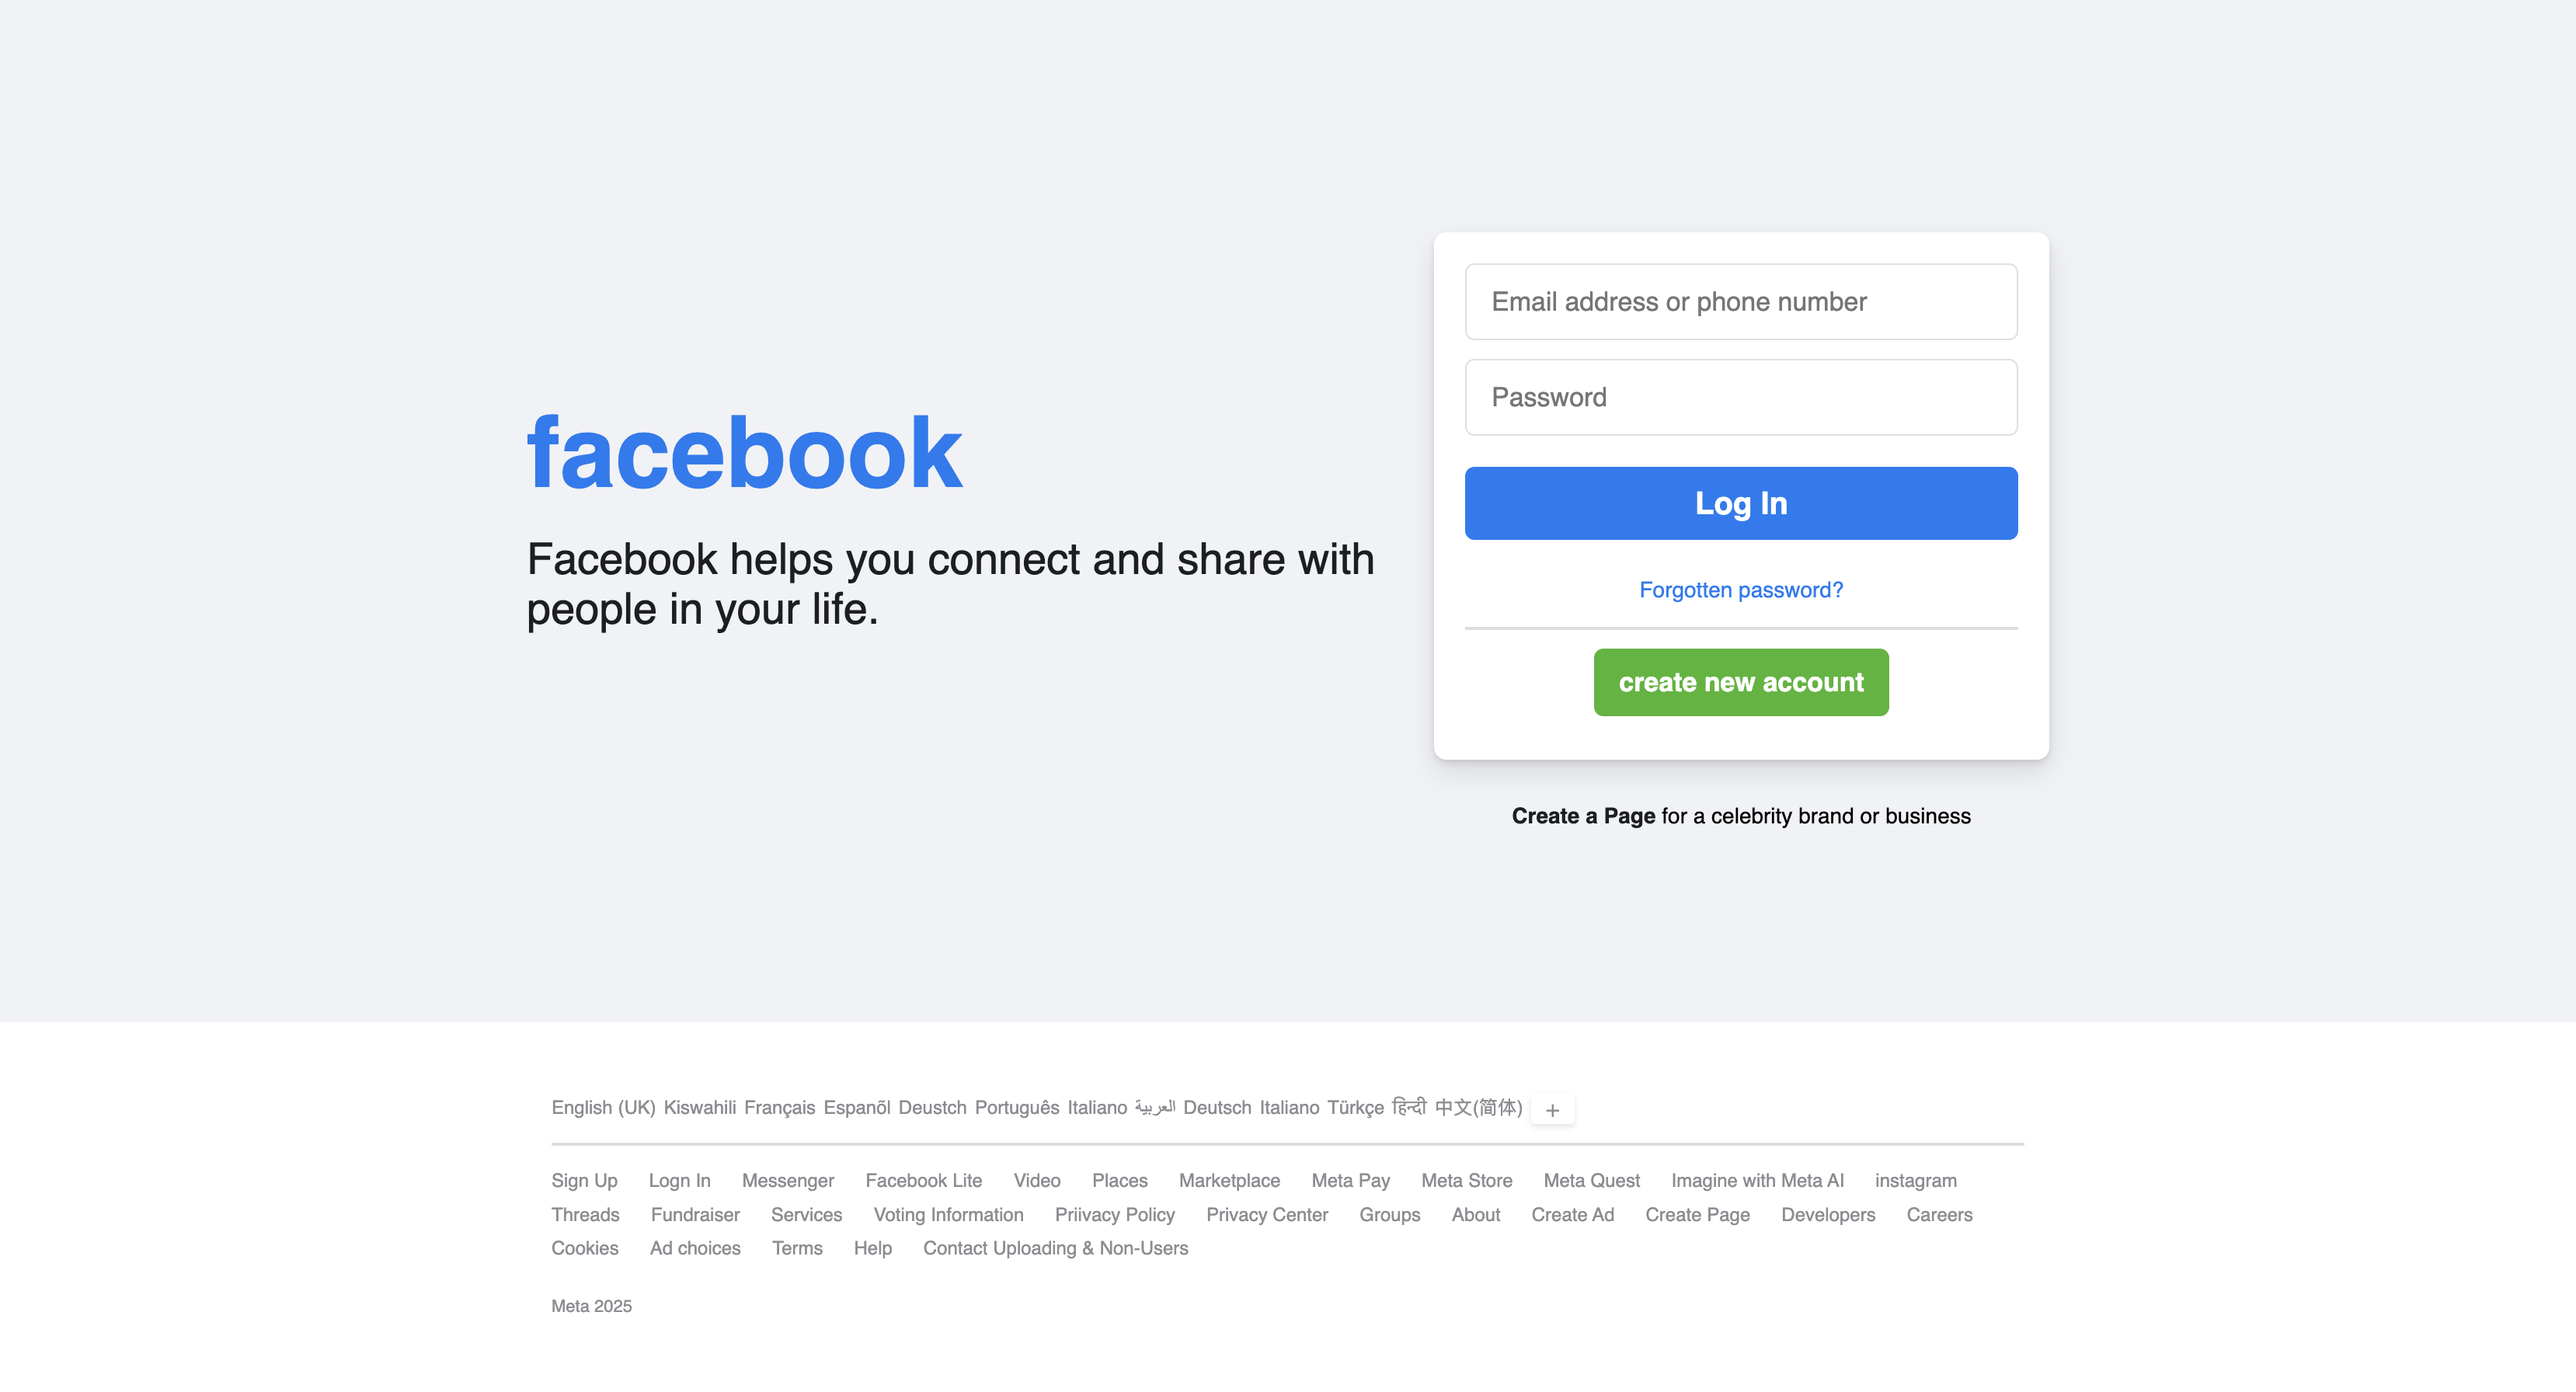 facebook
Facebook helps you connect and share with
people in your life.
Email address or phone number
Password
Log In
Forgotten password?
create new account
Create a Page for a celebrity brand or business
English (UK) Kiswahili Français Espanõl Deustch Português Italiano العربية Deutsch Italiano Türkçe हिन्दी 中文(简体) +
Sign Up Logn In Messenger Facebook Lite Video Places Marketplace Meta Pay Meta Store Meta Quest Imagine with Meta AI instagram
Threads Fundraiser Services Voting Information Priivacy Policy Privacy Center Groups About Create Ad Create Page Developers Careers
Cookies Ad choices Terms Help Contact Uploading & Non-Users
Meta 2025